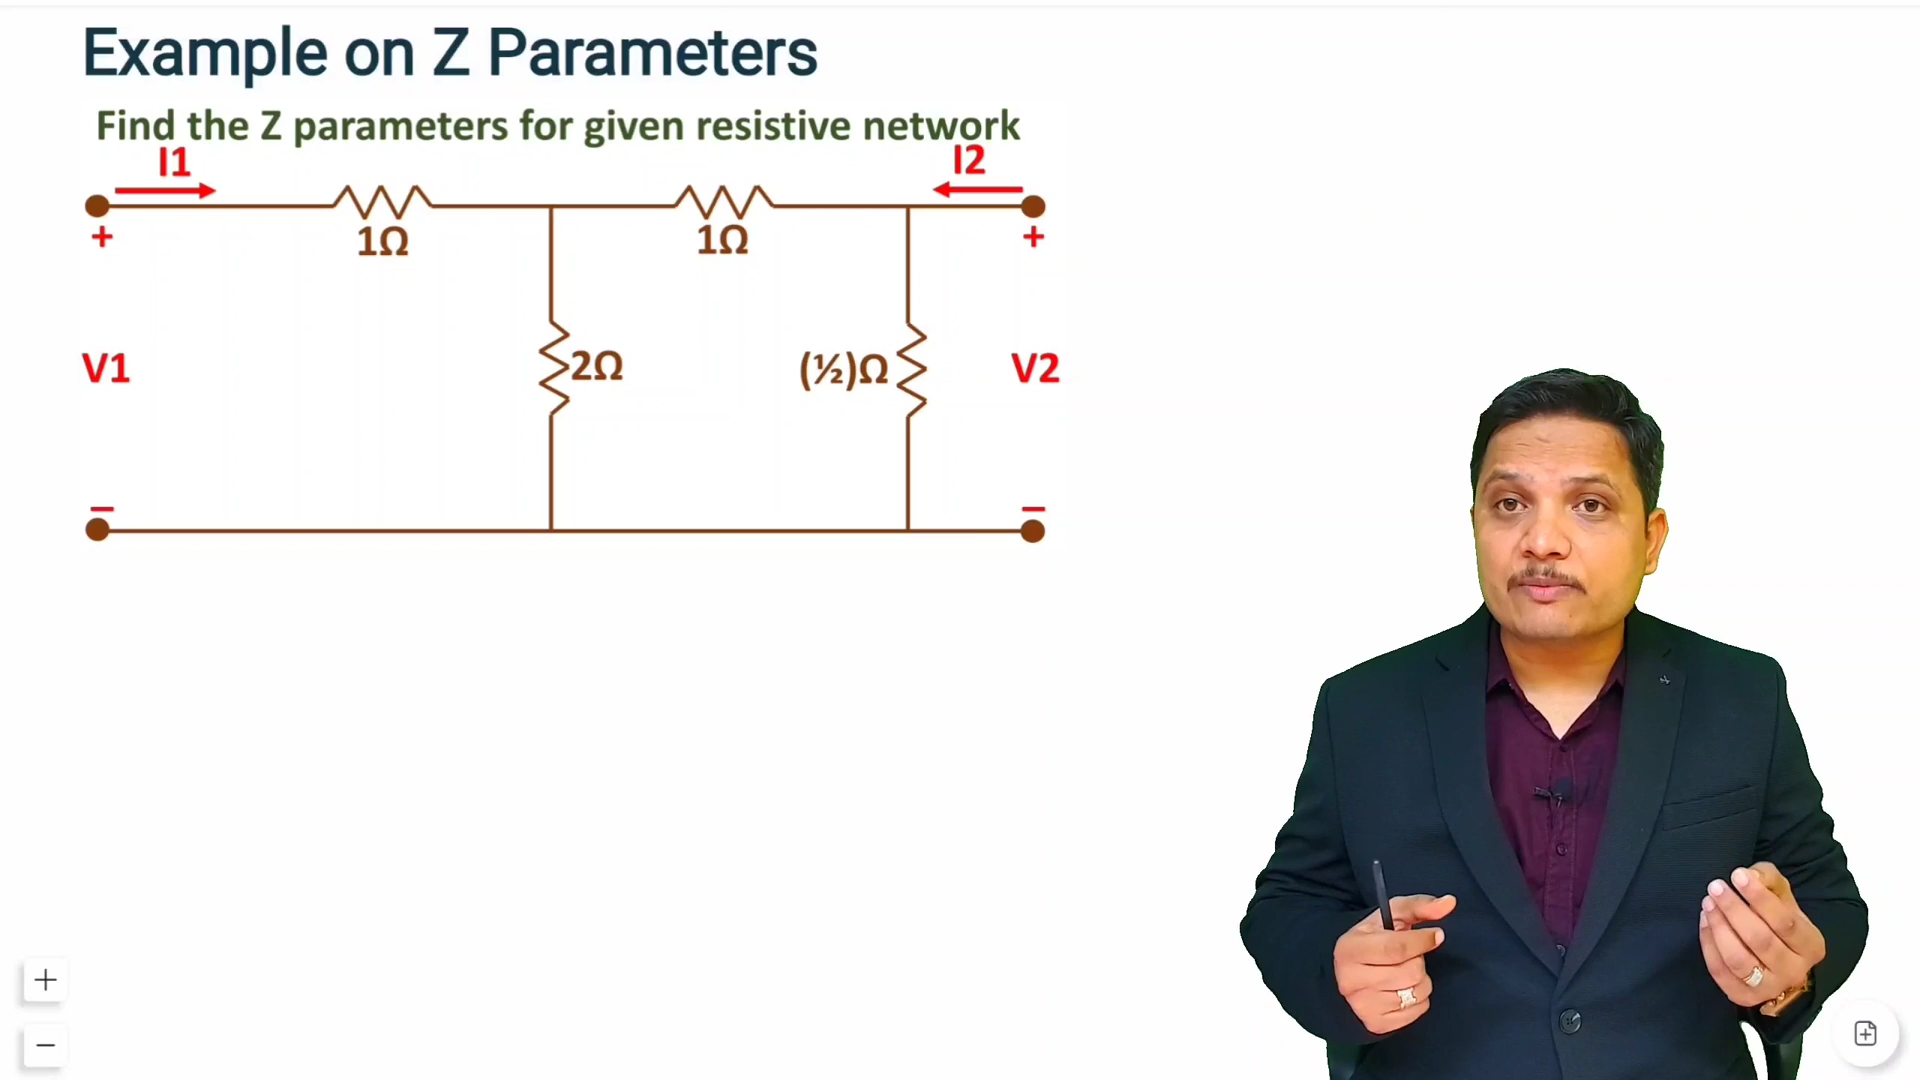 Example on Z Parameters
Find the Z parameters for given resistive network
I1 I2
+ 1Ω 1Ω +
V1 2Ω (½)Ω V2
− −
+
−